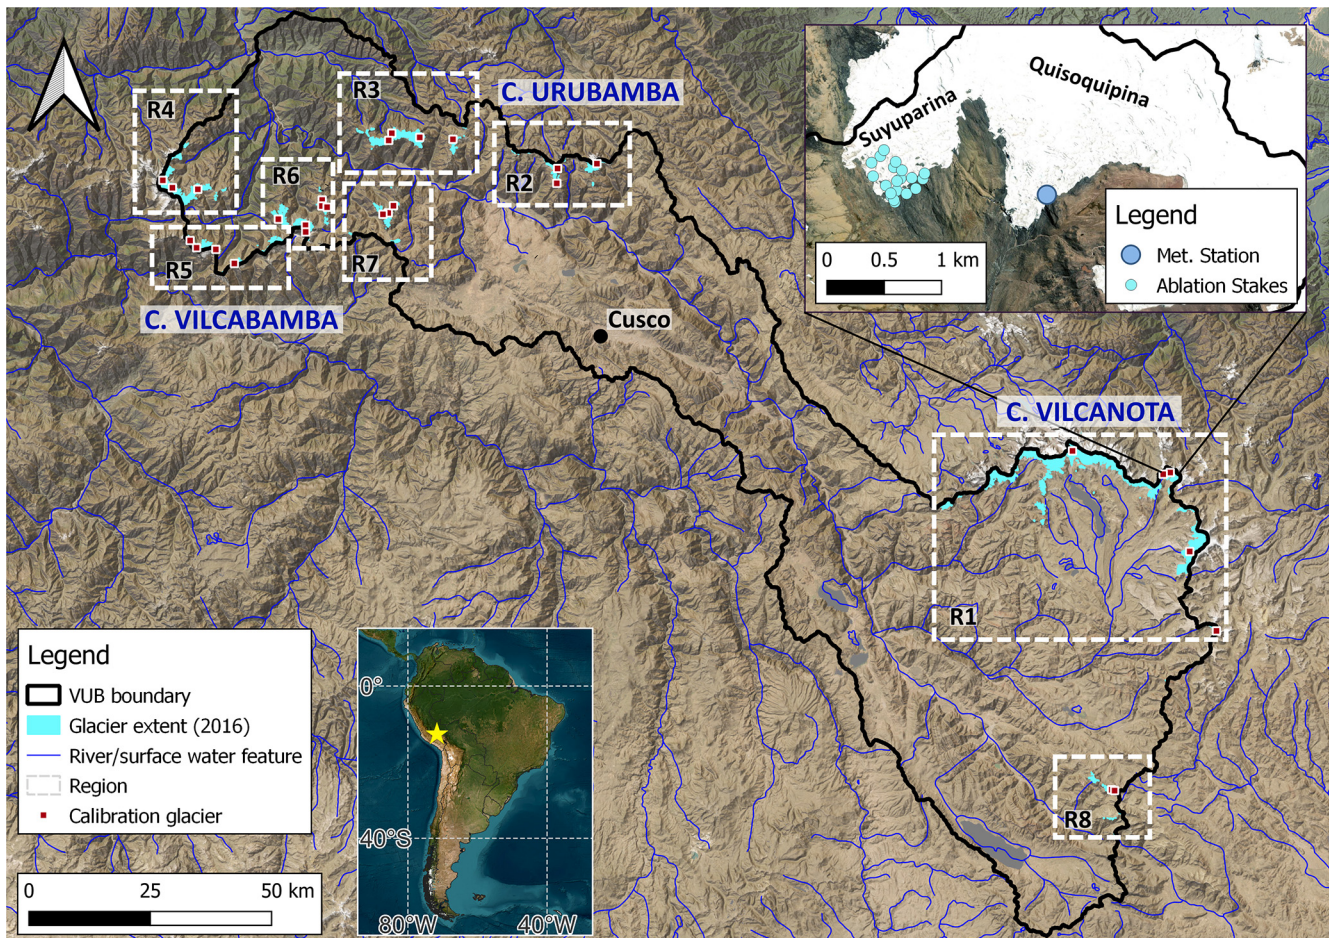 R4
R3
C. URUBAMBA
R6
R2
R5
R7
C. VILCABAMBA
Cusco
Quisoquipina
Suyuparina
Legend
Met. Station
Ablation Stakes
0 0.5 1 km
C. VILCANOTA
R1
R8
Legend
VUB boundary
Glacier extent (2016)
River/surface water feature
Region
Calibration glacier
0 25 50 km
0°
40°S
80°W 40°W